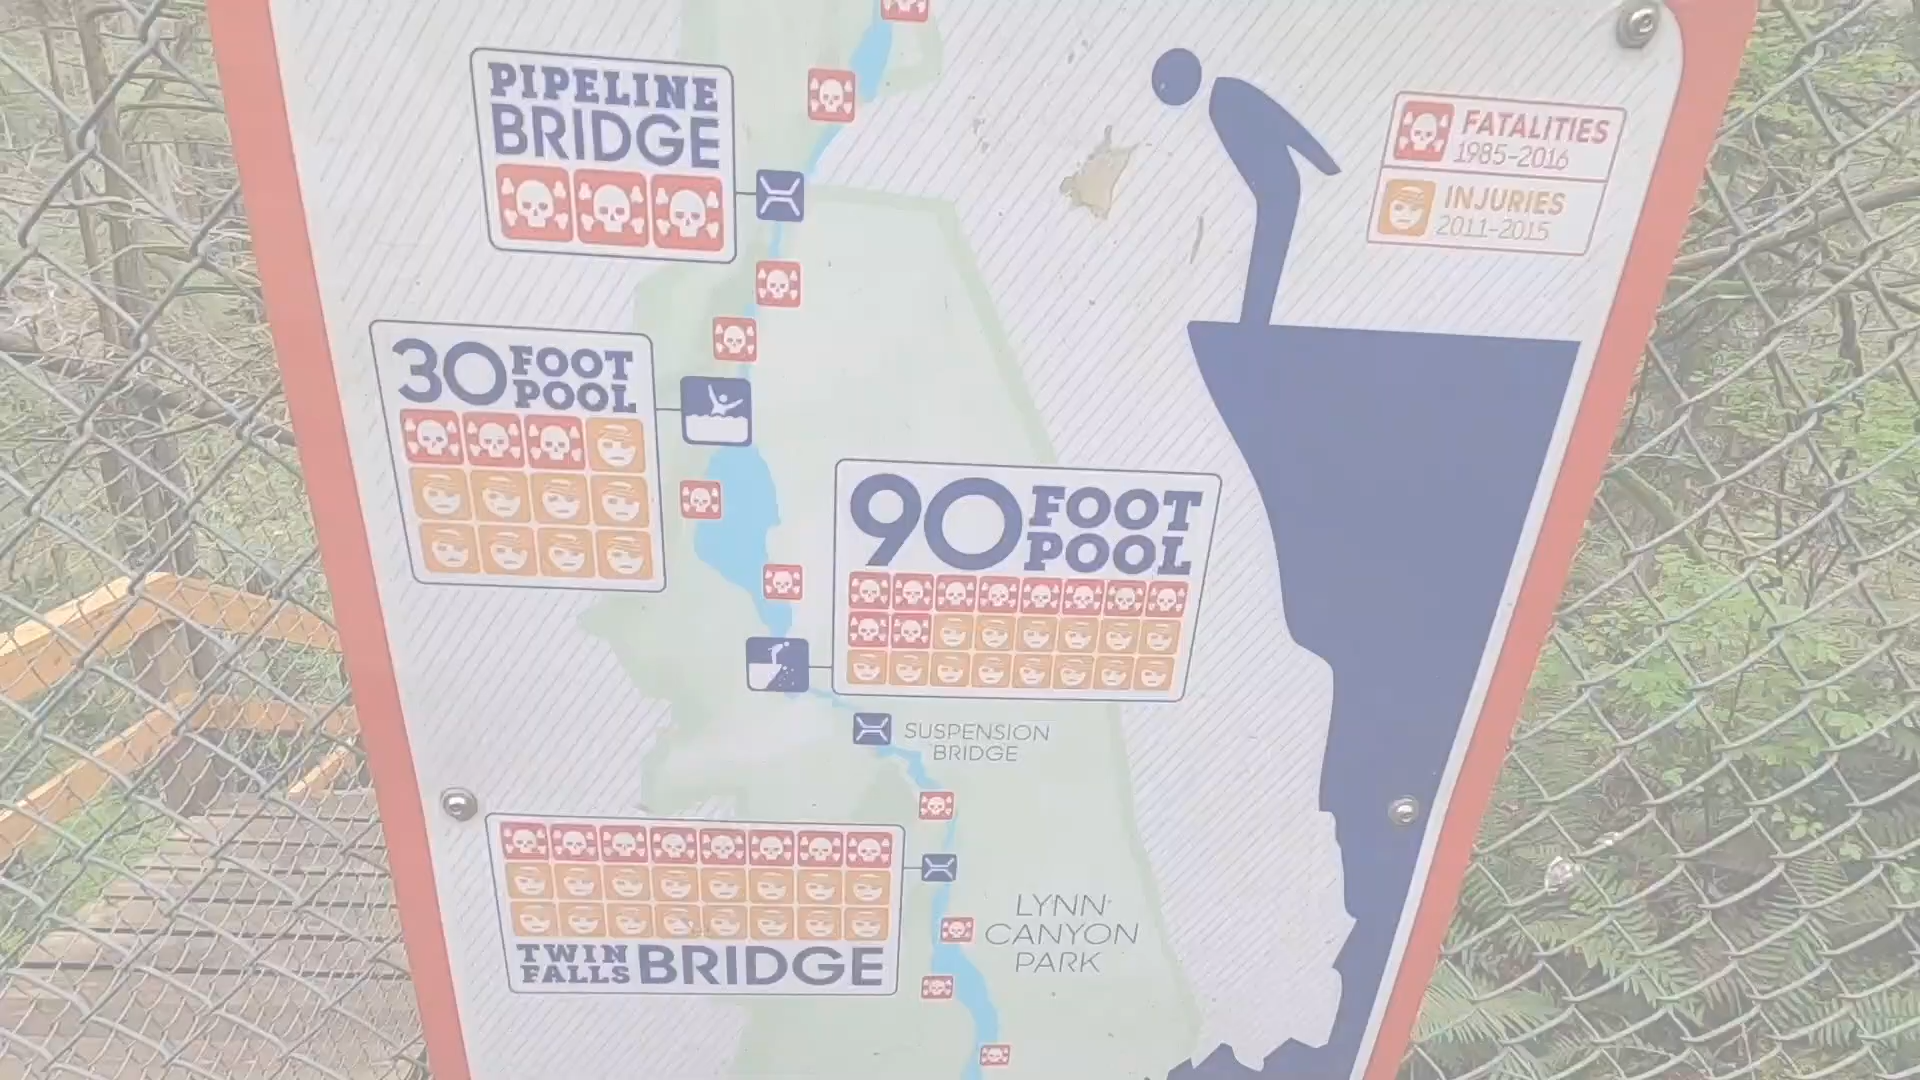 PIPELINE
BRIDGE
FATALITIES
1985-2016
INJURIES
2011-2015
30 FOOT
POOL
90 FOOT
POOL
SUSPENSION
BRIDGE
TWIN
FALLS BRIDGE
LYNN
CANYON
PARK